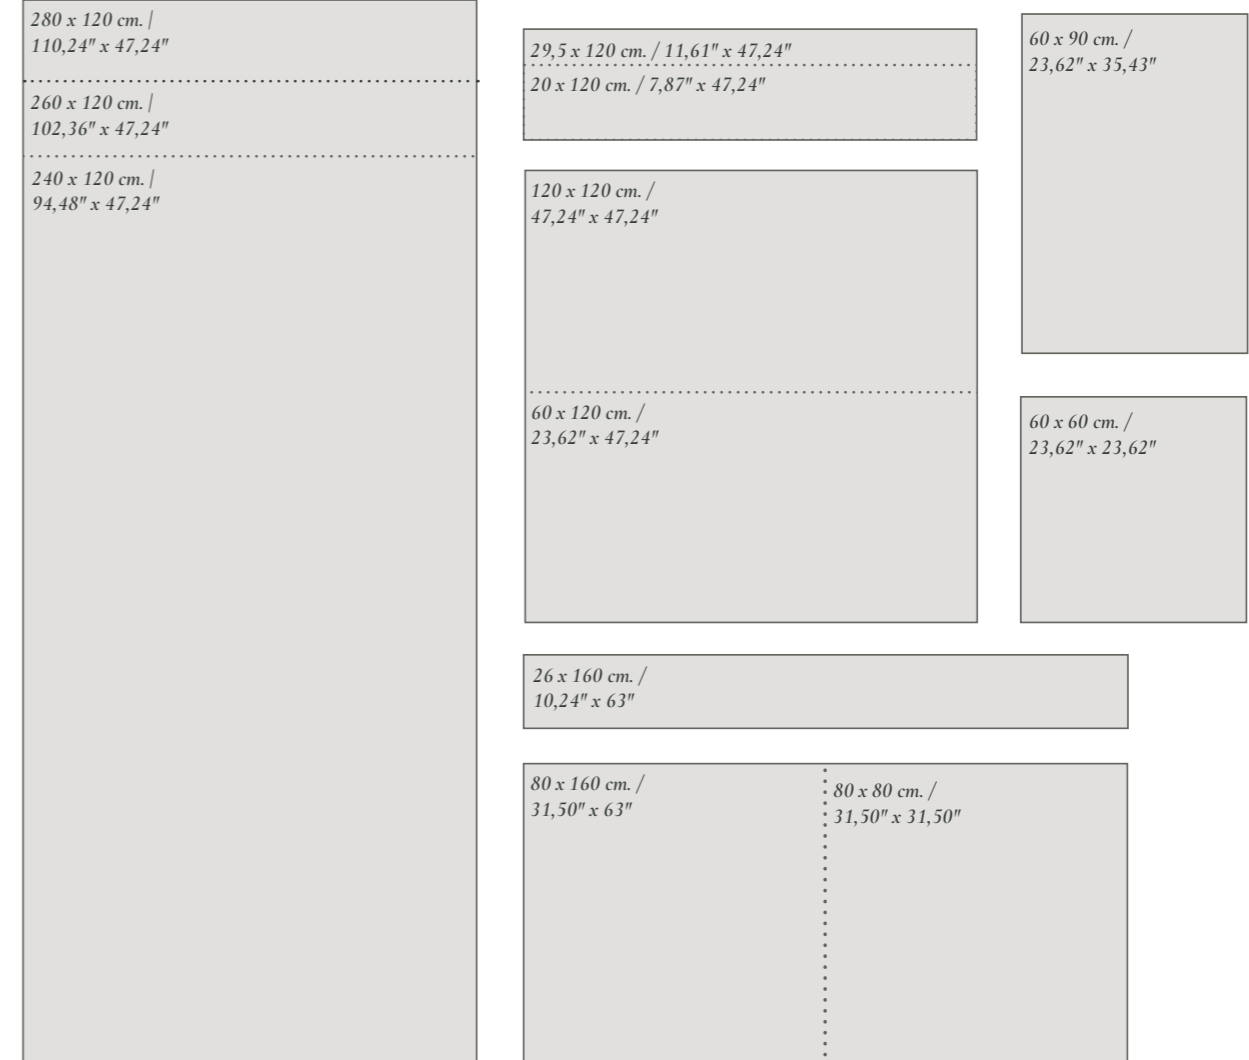 280 x 120 cm. |
110,24" x 47,24"
260 x 120 cm. |
102,36" x 47,24"
240 x 120 cm. |
94,48" x 47,24"
29,5 x 120 cm. / 11,61" x 47,24"
20 x 120 cm. / 7,87" x 47,24"
120 x 120 cm. /
47,24" x 47,24"
60 x 120 cm. /
23,62" x 47,24"
60 x 90 cm. /
23,62" x 35,43"
60 x 60 cm. /
23,62" x 23,62"
26 x 160 cm. /
10,24" x 63"
80 x 160 cm. /
31,50" x 63"
80 x 80 cm. /
31,50" x 31,50"